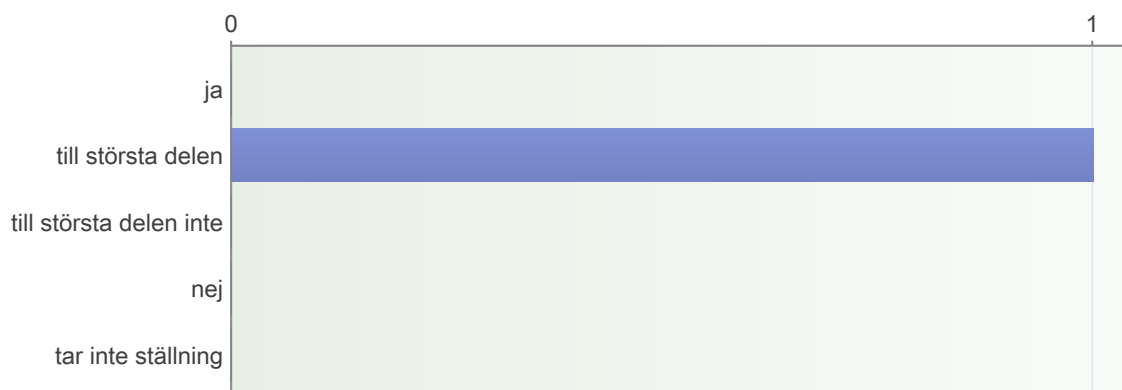 0 1
ja
till största delen
till största delen inte
nej
tar inte ställning